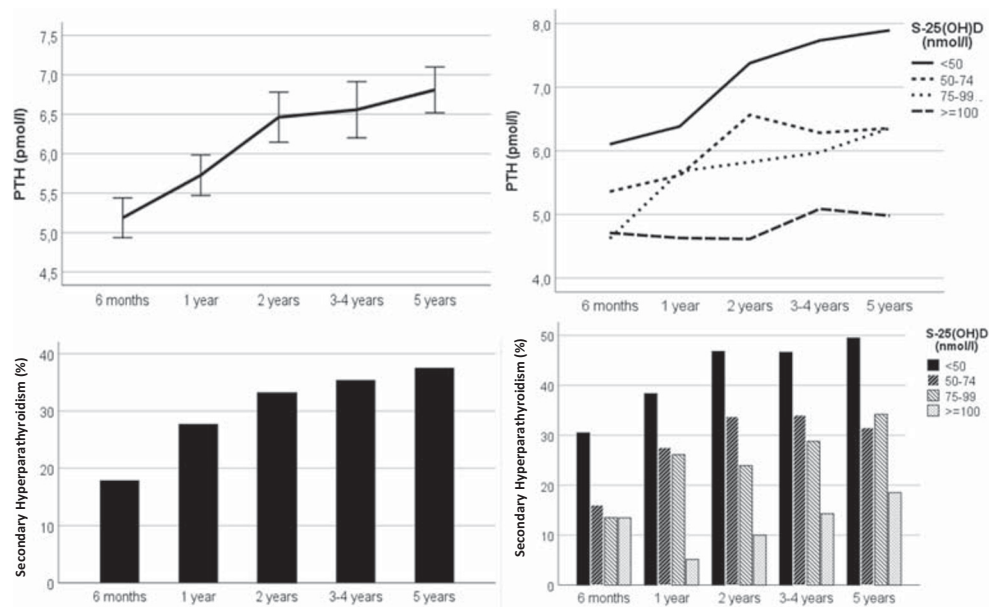 7,5
7,0
6,5
6,0
5,5
5,0
4,5
PTH (pmol/l)
6 months 1 year 2 years 3-4 years 5 years
8,0
7,0
6,0
5,0
4,0
PTH (pmol/l)
6 months 1 year 2 years 3-4 years 5 years
S-25(OH)D
(nmol/l)
<50
50-74
75-99
>=100
40
30
20
10
0
Secondary Hyperparathyroidism (%)
6 months 1 year 2 years 3-4 years 5 years
50
40
30
20
10
0
Secondary Hyperparathyroidism (%)
6 months 1 year 2 years 3-4 years 5 years
S-25(OH)D
(nmol/l)
<50
50-74
75-99
>=100